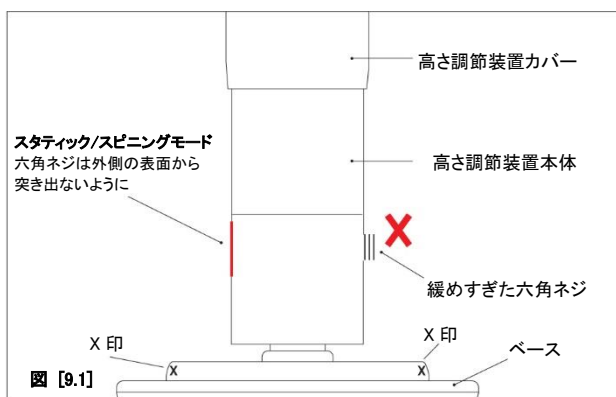 高さ調節装置カバー
スタティック/スピニングモード
六角ネジは外側の表面から
突き出ないように
高さ調節装置本体
緩めすぎた六角ネジ
X 印
X 印
ベース
x
x
図 [9.1]